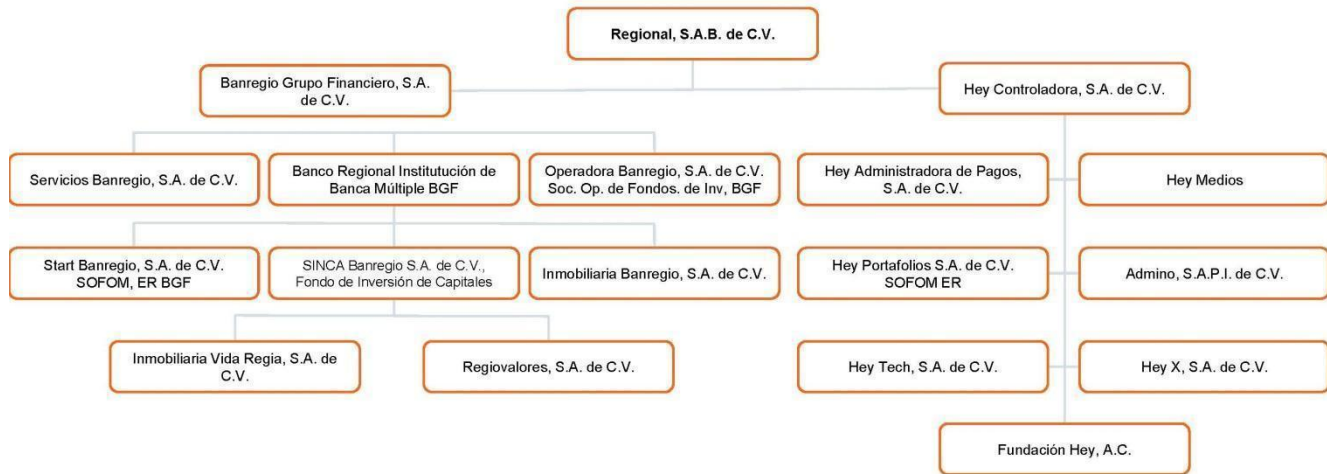 Regional, S.A.B. de C.V.
Banregio Grupo Financiero, S.A.
de C.V.
Hey Controladora, S.A. de C.V.
Servicios Banregio, S.A. de C.V.
Banco Regional Institutución de
Banca Múltiple BGF
Operadora Banregio, S.A. de C.V.
Soc. Op. de Fondos. de Inv, BGF
Hey Administradora de Pagos,
S.A. de C.V.
Hey Medios
Start Banregio, S.A. de C.V.
SOFOM, ER BGF
SINCA Banregio S.A. de C.V.,
Fondo de Inversión de Capitales
Inmobiliaria Banregio, S.A. de C.V.
Hey Portafolios S.A. de C.V.
SOFOM ER
Admino, S.A.P.I. de C.V.
Inmobiliaria Vida Regia, S.A. de
C.V.
Regiovalores, S.A. de C.V.
Hey Tech, S.A. de C.V.
Hey X, S.A. de C.V.
Fundación Hey, A.C.